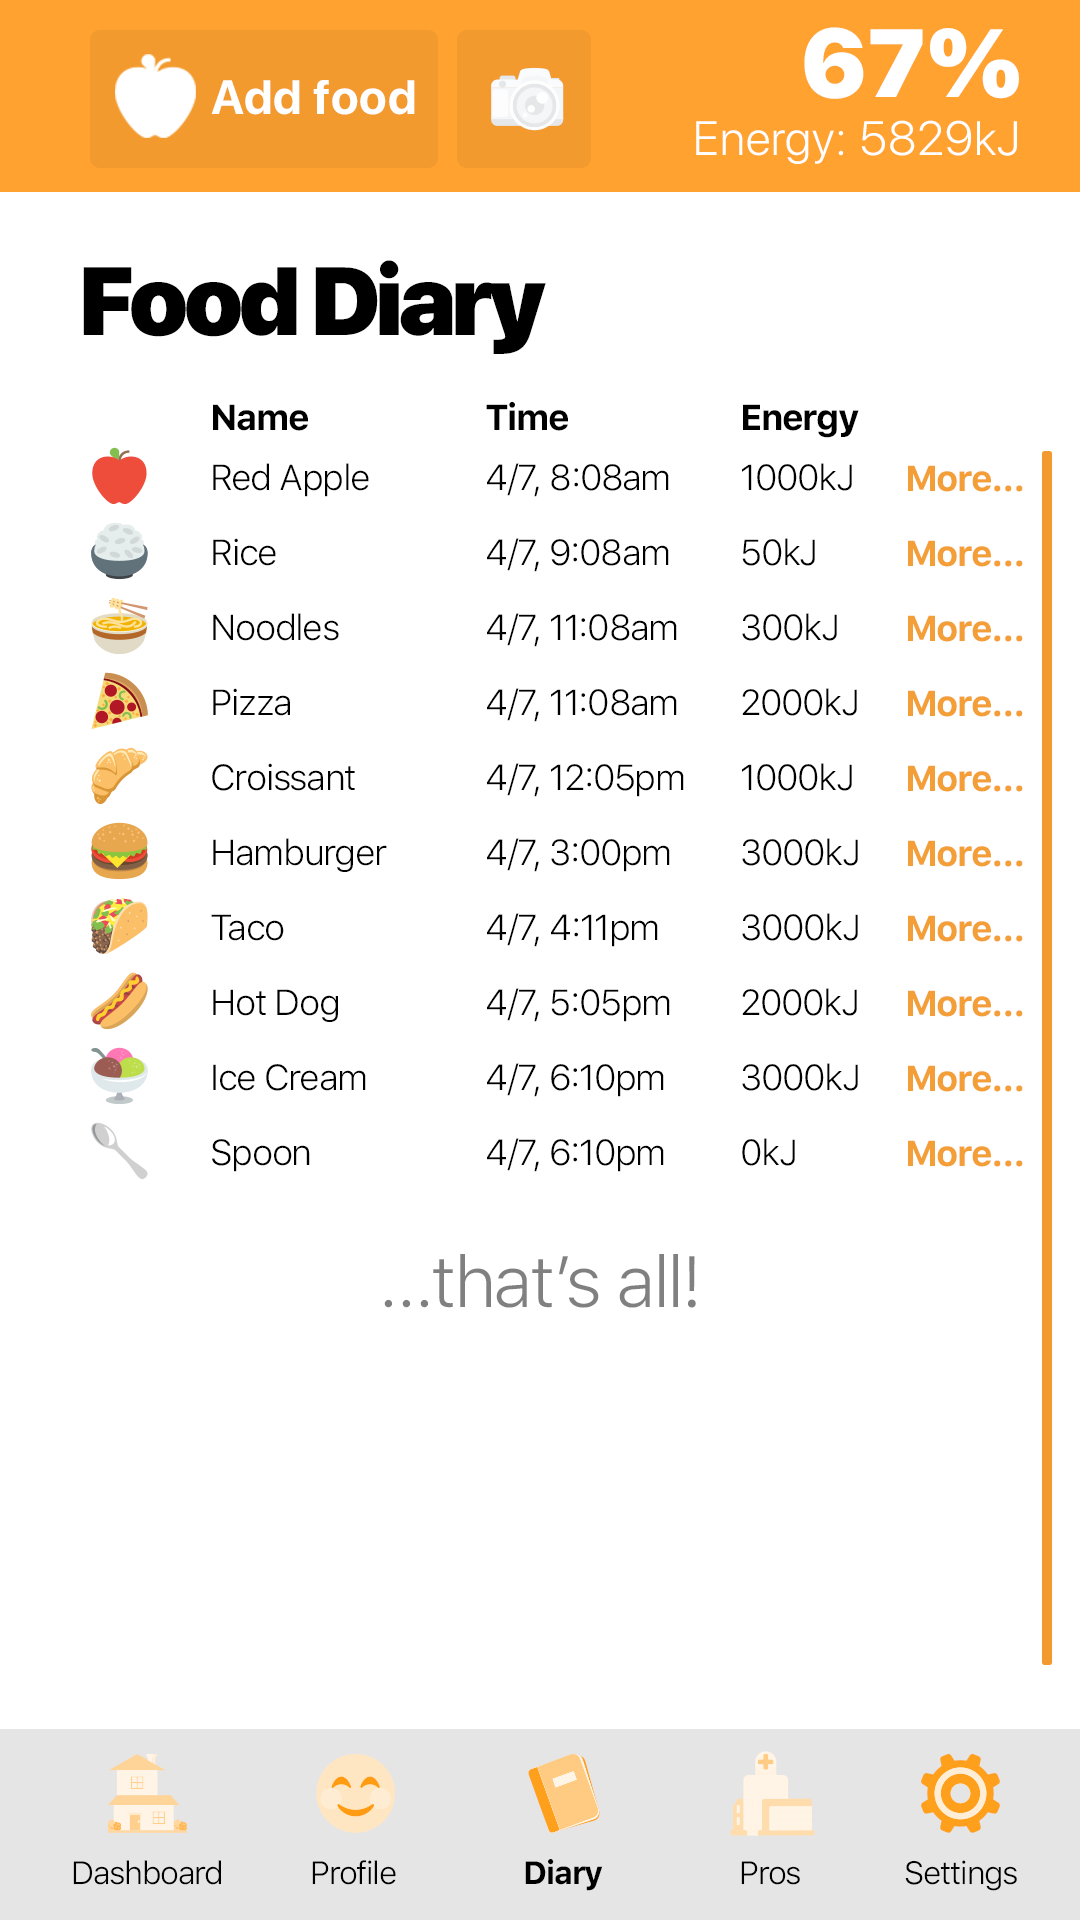 Add food
67%
Energy: 5829kJ
Food Diary
Name Time Energy
Red Apple 4/7, 8:08am 1000kJ More...
Rice 4/7, 9:08am 50kJ More...
Noodles 4/7, 11:08am 300kJ More...
Pizza 4/7, 11:08am 2000kJ More...
Croissant 4/7, 12:05pm 1000kJ More...
Hamburger 4/7, 3:00pm 3000kJ More...
Taco 4/7, 4:11pm 3000kJ More...
Hot Dog 4/7, 5:05pm 2000kJ More...
Ice Cream 4/7, 6:10pm 3000kJ More...
Spoon 4/7, 6:10pm 0kJ More...
...that’s all!
Dashboard Profile Diary Pros Settings